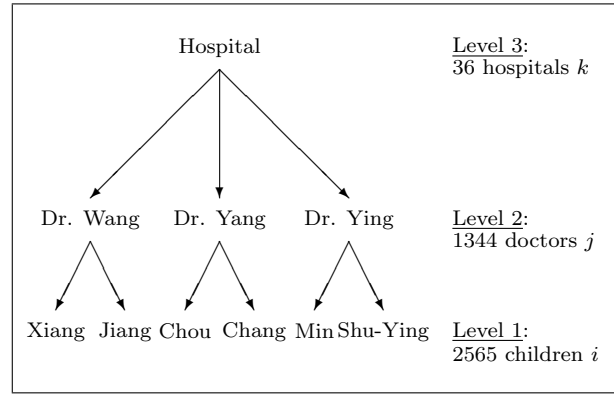 Hospital
Level 3:
36 hospitals k
Dr. Wang Dr. Yang Dr. Ying
Level 2:
1344 doctors j
Xiang Jiang Chou Chang Min Shu-Ying
Level 1:
2565 children i